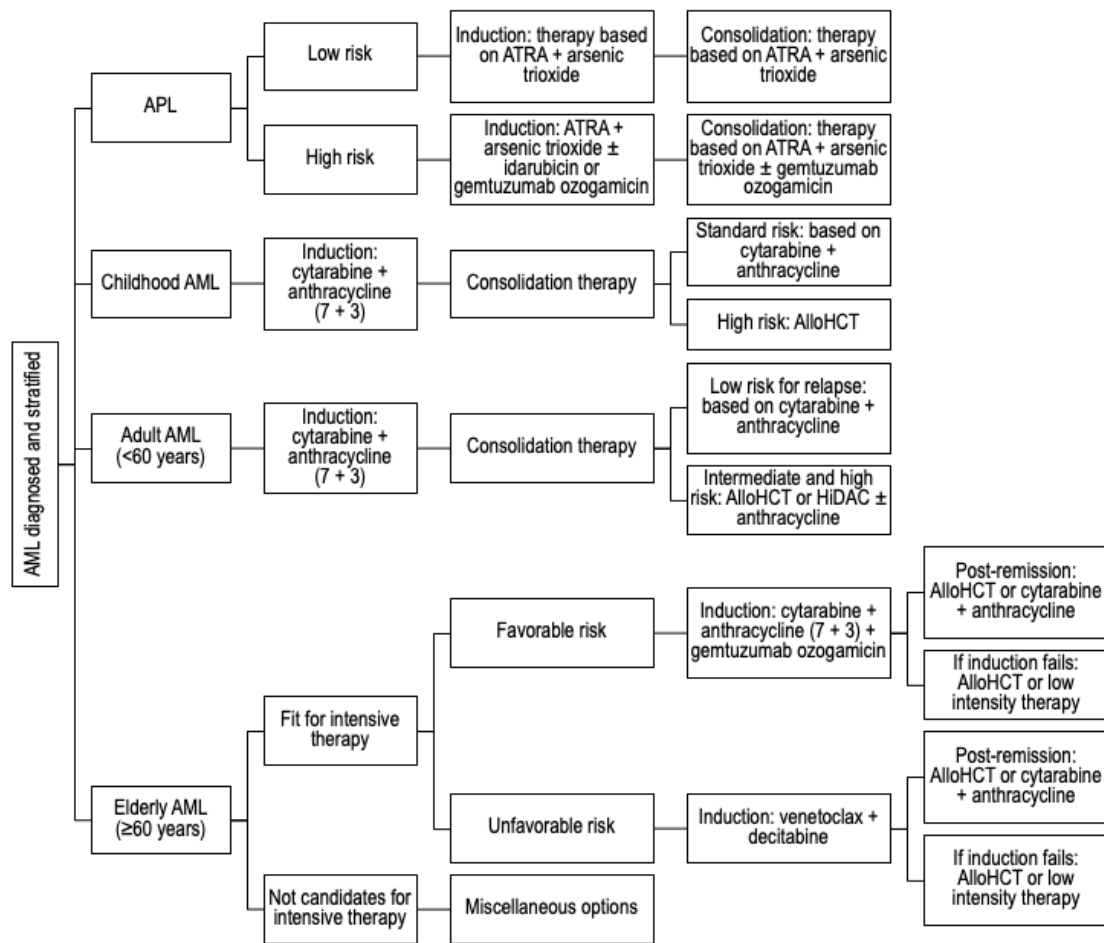 AML diagnosed and stratified
APL
Low risk
Induction: therapy based
on ATRA + arsenic
trioxide
Consolidation: therapy
based on ATRA + arsenic
trioxide
High risk
Induction: ATRA +
arsenic trioxide ±
idarubicin or
gemtuzumab ozogamicin
Consolidation: therapy
based on ATRA + arsenic
trioxide ± gemtuzumab
ozogamicin
Childhood AML
Induction:
cytarabine +
anthracycline
(7 + 3)
Consolidation therapy
Standard risk: based on
cytarabine +
anthracycline
High risk: AlloHCT
Adult AML
(<60 years)
Induction:
cytarabine +
anthracycline
(7 + 3)
Consolidation therapy
Low risk for relapse:
based on cytarabine +
anthracycline
Intermediate and high
risk: AlloHCT or HiDAC ±
anthracycline
Elderly AML
(≥60 years)
Fit for intensive
therapy
Favorable risk
Induction: cytarabine +
anthracycline (7 + 3) +
gemtuzumab ozogamicin
Post-remission:
AlloHCT or cytarabine
+ anthracycline
If induction fails:
AlloHCT or low
intensity therapy
Unfavorable risk
Induction: venetoclax +
decitabine
Post-remission:
AlloHCT or cytarabine
+ anthracycline
If induction fails:
AlloHCT or low
intensity therapy
Not candidates for
intensive therapy
Miscellaneous options